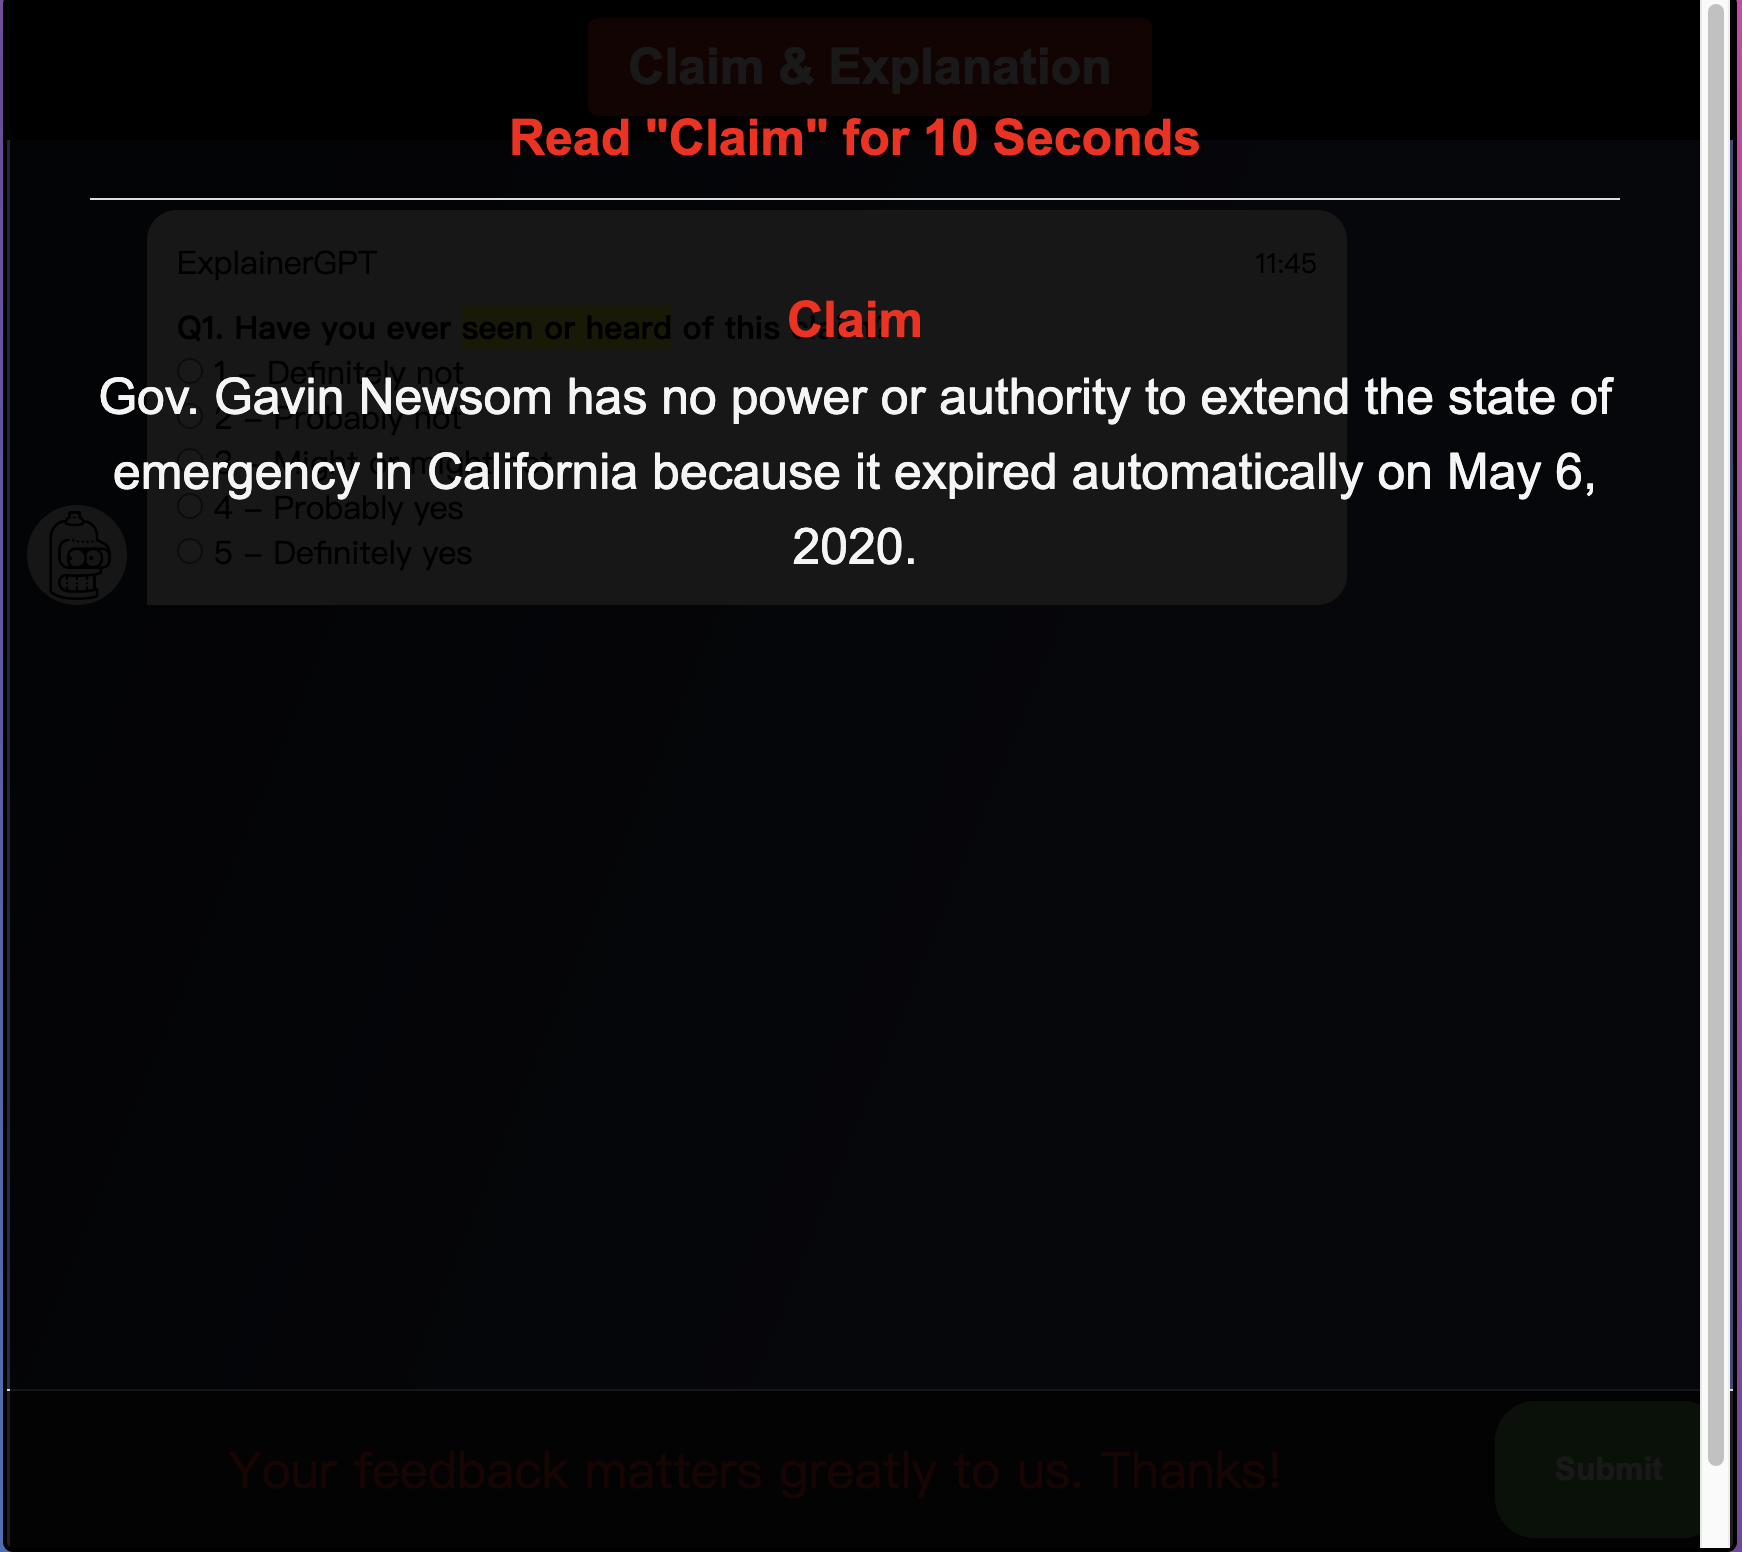 Claim & Explanation
Read "Claim" for 10 Seconds
ExplainerGPT 11:45
Claim
Q1. Have you ever seen or heard of this
1 – Definitely not
Gov. Gavin Newsom has no power or authority to extend the state of
2 – Probably not
3 – Might or might not
emergency in California because it expired automatically on May 6,
4 – Probably yes
2020.
5 – Definitely yes
Your feedback matters greatly to us. Thanks!
Submit